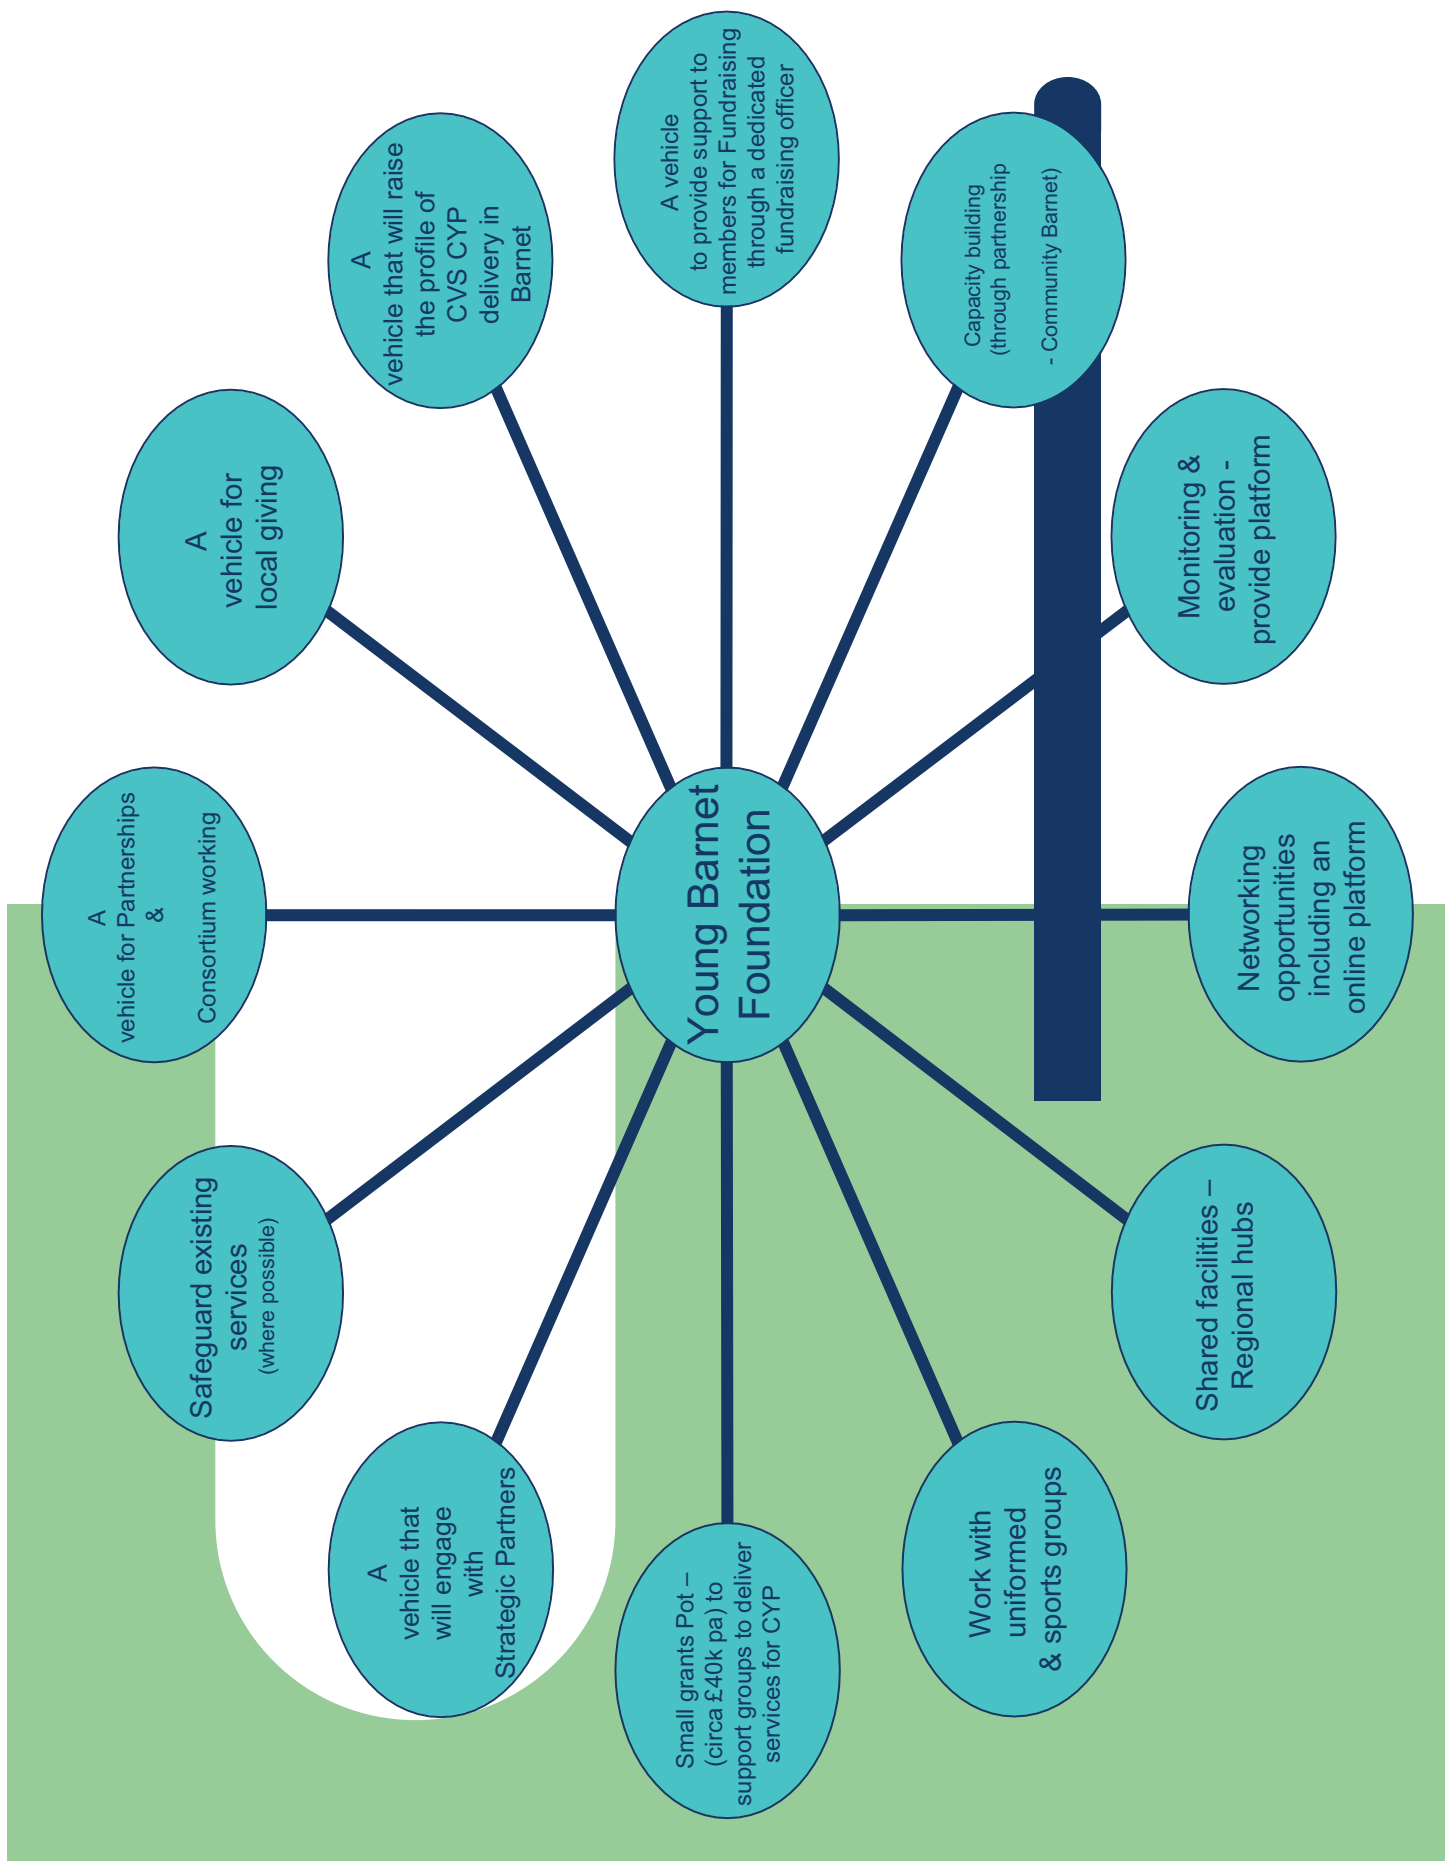 Young Barnet
Foundation
A
vehicle for Partnerships
&
Consortium working
A
vehicle for
local giving
A
vehicle that will raise
the profile of
CVS CYP
delivery in
Barnet
A vehicle
to provide support to
members for Fundraising
through a dedicated
fundraising officer
Capacity building
(through partnership
- Community Barnet)
Monitoring &
evaluation -
provide platform
Networking
opportunities
including an
online platform
Shared facilities –
Regional hubs
Work with
uniformed
& sports groups
Small grants Pot –
(circa £40k pa) to
support groups to deliver
services for CYP
A
vehicle that
will engage
with
Strategic Partners
Safeguard existing
services
(where possible)